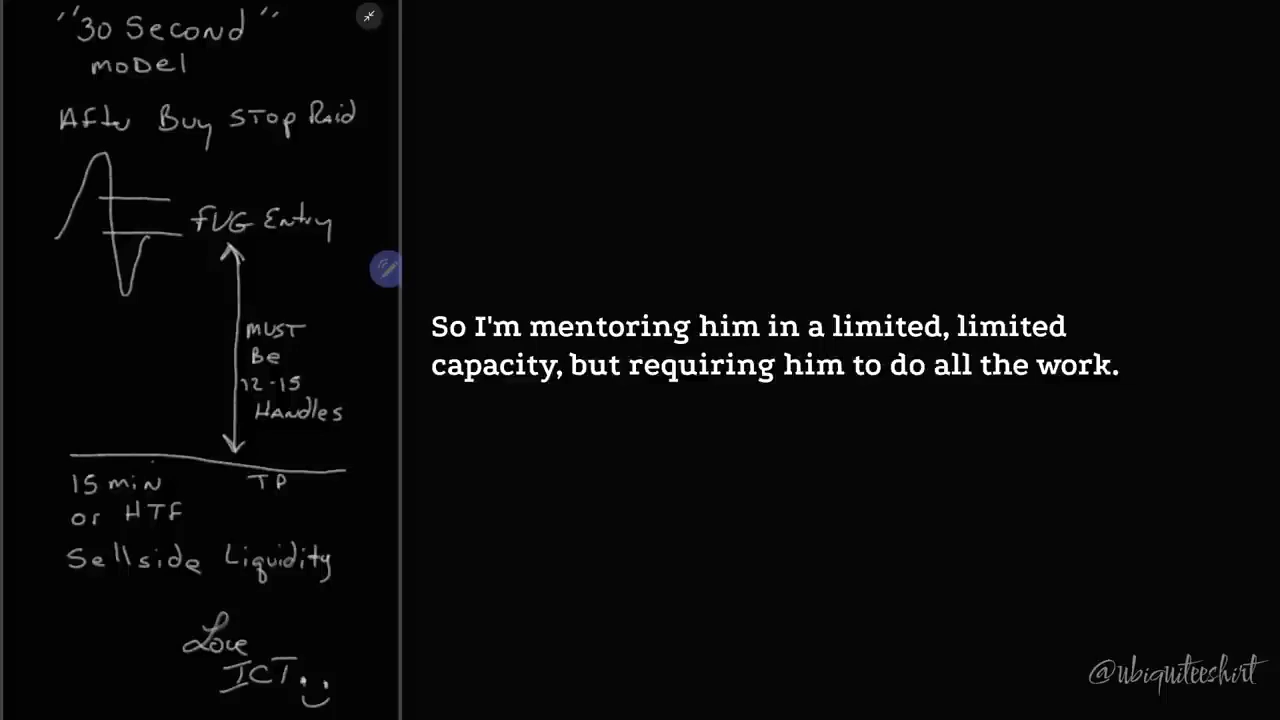 "30 Second"
moDel
After Buy STop Raid
FVG Entry
MUST
Be
12-15
HANdles
15 min
or HTF
TP
Sellside Liquidity
Love
ICT
So I'm mentoring him in a limited, limited
capacity, but requiring him to do all the work.
@ubiquiteeshirt